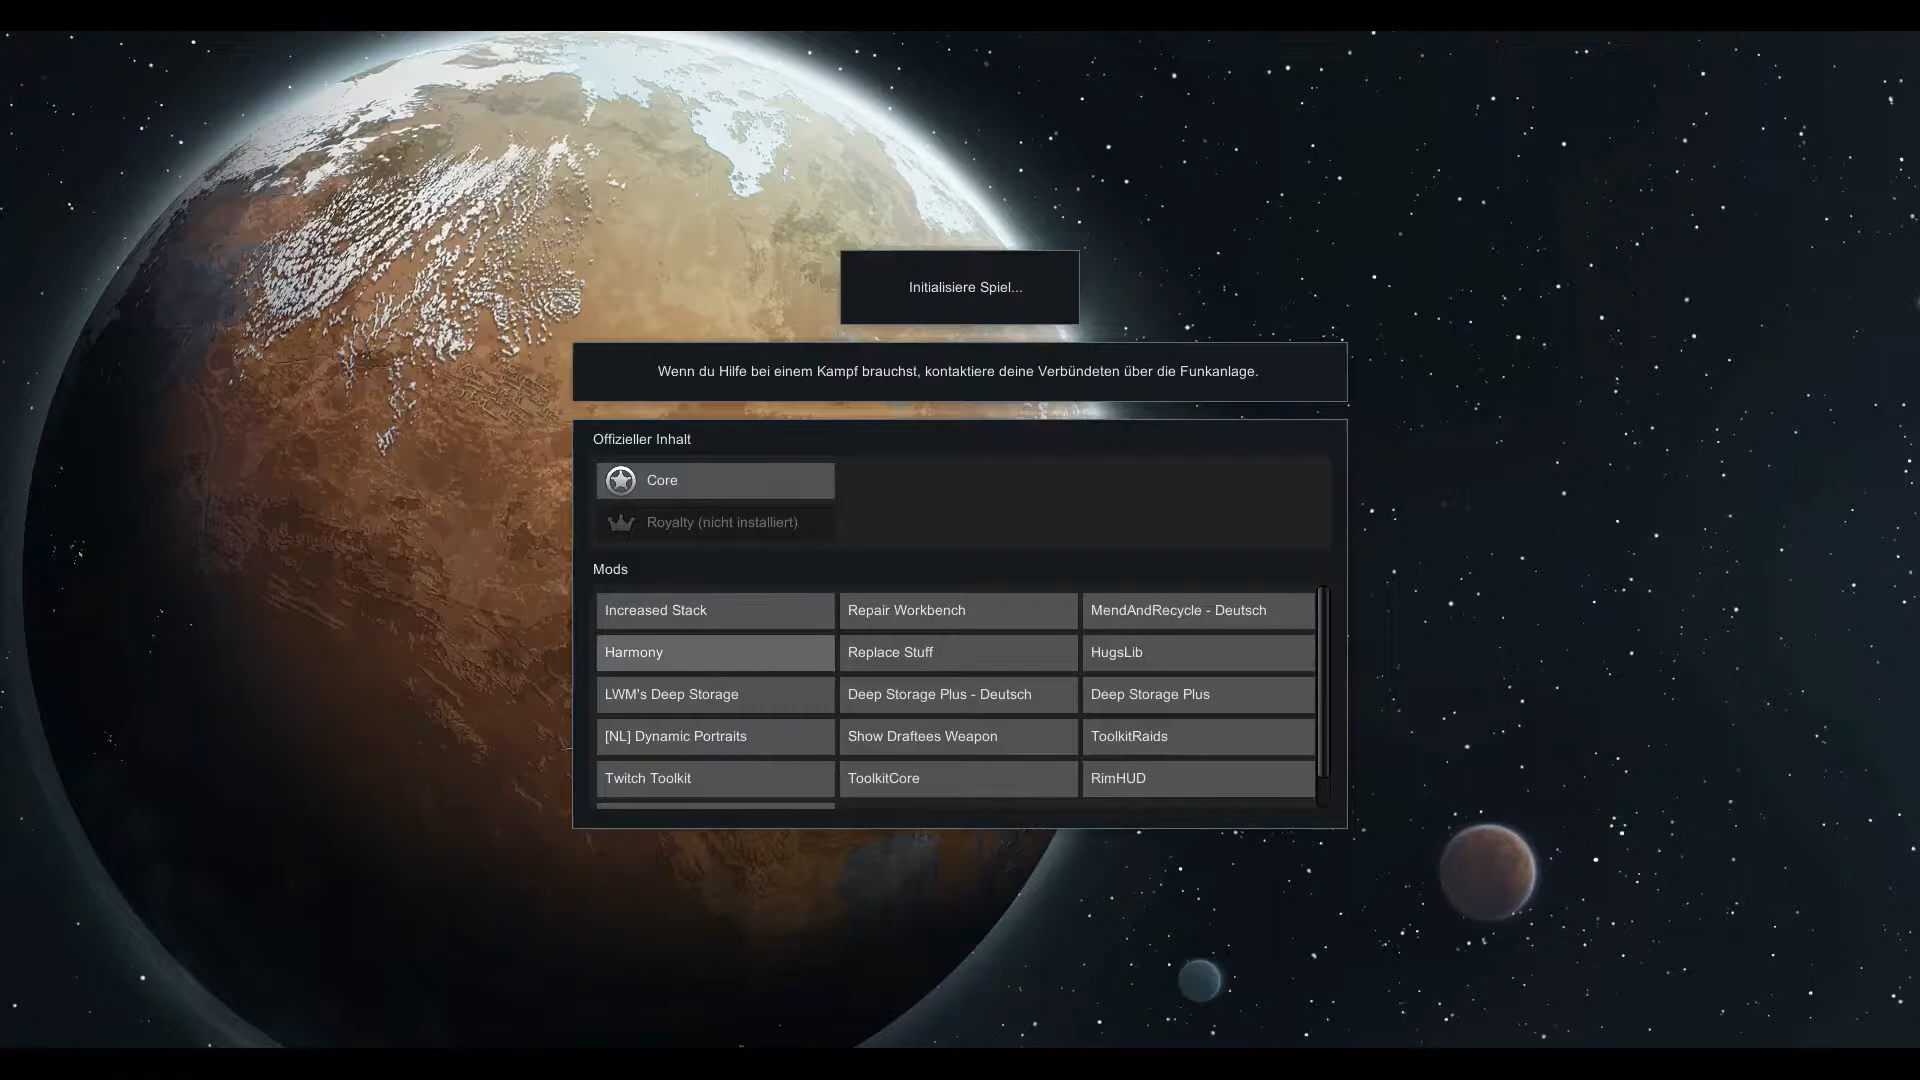 Initialisiere Spiel...
Wenn du Hilfe bei einem Kampf brauchst, kontaktiere deine Verbündeten über die Funkanlage.
Offizieller Inhalt
Core
Royalty (nicht installiert)
Mods
Increased Stack
Repair Workbench
MendAndRecycle - Deutsch
Harmony
Replace Stuff
HugsLib
LWM's Deep Storage
Deep Storage Plus - Deutsch
Deep Storage Plus
[NL] Dynamic Portraits
Show Draftees Weapon
ToolkitRaids
Twitch Toolkit
ToolkitCore
RimHUD